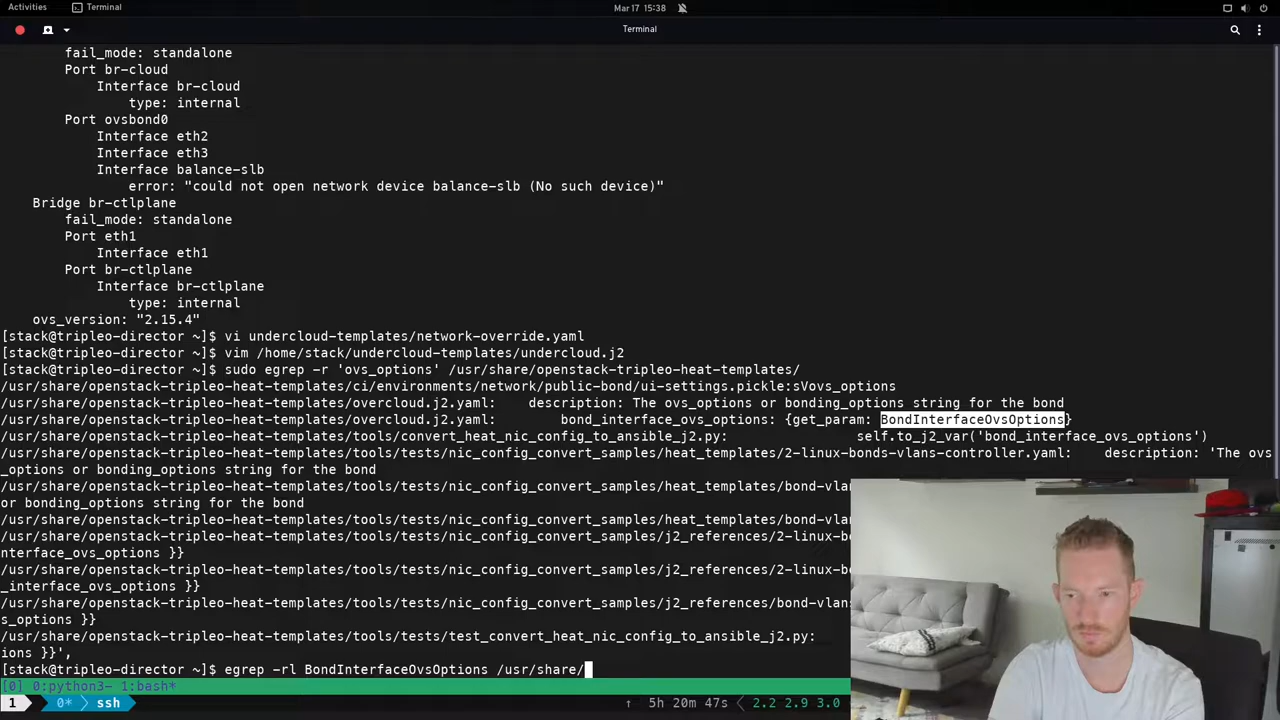 Activities
Terminal
Mar 17 15:38
Terminal
fail_mode: standalone
Port br-cloud
Interface br-cloud
type: internal
Port ovsbond0
Interface eth2
Interface eth3
Interface balance-slb
error: "could not open network device balance-slb (No such device)"
Bridge br-ctlplane
fail_mode: standalone
Port eth1
Interface eth1
Port br-ctlplane
Interface br-ctlplane
type: internal
ovs_version: "2.15.4"
[stack@tripleo-director ~]$ vi undercloud-templates/network-override.yaml
[stack@tripleo-director ~]$ vim /home/stack/undercloud-templates/undercloud.j2
[stack@tripleo-director ~]$ sudo egrep -r 'ovs_options' /usr/share/openstack-tripleo-heat-templates/
/usr/share/openstack-tripleo-heat-templates/ci/environments/network/public-bond/ui-settings.pickle:sVovs_options
/usr/share/openstack-tripleo-heat-templates/overcloud.j2.yaml:    description: The ovs_options or bonding_options string for the bond
/usr/share/openstack-tripleo-heat-templates/overcloud.j2.yaml:        bond_interface_ovs_options: {get_param: BondInterfaceOvsOptions}
/usr/share/openstack-tripleo-heat-templates/tools/convert_heat_nic_config_to_ansible_j2.py:                self.to_j2_var('bond_interface_ovs_options')
/usr/share/openstack-tripleo-heat-templates/tools/tests/nic_config_convert_samples/heat_templates/2-linux-bonds-vlans-controller.yaml:    description: 'The ovs
_options or bonding_options string for the bond
/usr/share/openstack-tripleo-heat-templates/tools/tests/nic_config_convert_samples/heat_templates/bond-vlan
or bonding_options string for the bond
/usr/share/openstack-tripleo-heat-templates/tools/tests/nic_config_convert_samples/heat_templates/bond-vlan
/usr/share/openstack-tripleo-heat-templates/tools/tests/nic_config_convert_samples/j2_references/2-linux-bo
nterface_ovs_options }}
/usr/share/openstack-tripleo-heat-templates/tools/tests/nic_config_convert_samples/j2_references/2-linux-bo
_interface_ovs_options }}
/usr/share/openstack-tripleo-heat-templates/tools/tests/nic_config_convert_samples/j2_references/bond-vlans
s_options }}
/usr/share/openstack-tripleo-heat-templates/tools/tests/test_convert_heat_nic_config_to_ansible_j2.py:
ions }}',
[stack@tripleo-director ~]$ egrep -rl BondInterfaceOvsOptions /usr/share/
[0] 0:python3- 1:bash*
1 0* ssh ↑ 5h 20m 47s 2.2 2.9 3.0